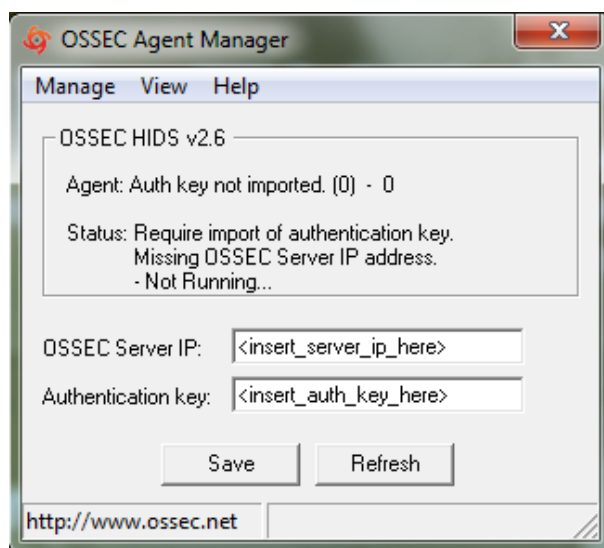 OSSEC Agent Manager
X
Manage View Help
OSSEC HIDS v2.6
Agent: Auth key not imported. (0) - 0
Status: Require import of authentication key.
Missing OSSEC Server IP address.
- Not Running...
OSSEC Server IP: <insert_server_ip_here>
Authentication key: <insert_auth_key_here>
Save Refresh
http://www.ossec.net